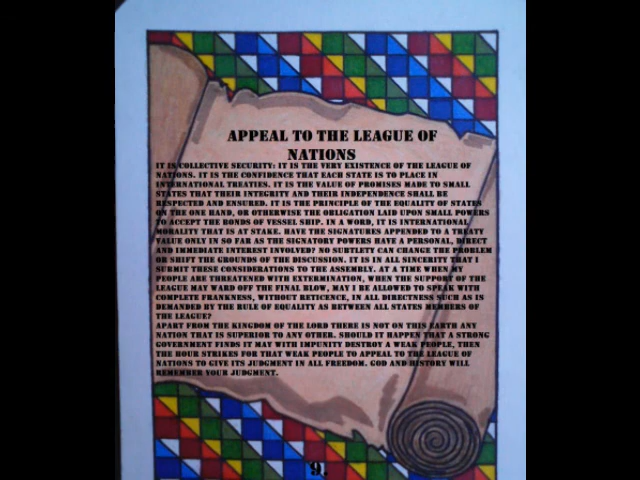 APPEAL TO THE LEAGUE OF
NATIONS
IT IS COLLECTIVE SECURITY: IT IS THE VERY EXISTENCE OF THE LEAGUE OF
NATIONS. IT IS THE CONFIDENCE THAT EACH STATE IS TO PLACE IN
INTERNATIONAL TREATIES. IT IS THE VALUE OF PROMISES MADE TO SMALL
STATES THAT THEIR INTEGRITY AND THEIR INDEPENDENCE SHALL BE
RESPECTED AND ENSURED. IT IS THE PRINCIPLE OF THE EQUALITY OF STATES
ON THE ONE HAND, OR OTHERWISE THE OBLIGATION LAID UPON SMALL POWERS
TO ACCEPT THE BONDS OF VESSEL SHIP. IN A WORD, IT IS INTERNATIONAL
MORALITY THAT IS AT STAKE. HAVE THE SIGNATURES APPENDED TO A TREATY
VALUE ONLY IN SO FAR AS THE SIGNATORY POWERS HAVE A PERSONAL, DIRECT
AND IMMEDIATE INTEREST INVOLVED? NO SUBTLETY CAN CHANGE THE PROBLEM
OR SHIFT THE GROUNDS OF THE DISCUSSION. IT IS IN ALL SINCERITY THAT I
SUBMIT THESE CONSIDERATIONS TO THE ASSEMBLY. AT A TIME WHEN MY
PEOPLE ARE THREATENED WITH EXTERMINATION, WHEN THE SUPPORT OF THE
LEAGUE MAY WARD OFF THE FINAL BLOW, MAY I BE ALLOWED TO SPEAK WITH
COMPLETE FRANKNESS, WITHOUT RETICENCE, IN ALL DIRECTNESS SUCH AS IS
DEMANDED BY THE RULE OF EQUALITY AS BETWEEN ALL STATES MEMBERS OF
THE LEAGUE?
APART FROM THE KINGDOM OF THE LORD THERE IS NOT ON THIS EARTH ANY
NATION THAT IS SUPERIOR TO ANY OTHER. SHOULD IT HAPPEN THAT A STRONG
GOVERNMENT FINDS IT MAY WITH IMPUNITY DESTROY A WEAK PEOPLE, THEN
THE HOUR STRIKES FOR THAT WEAK PEOPLE TO APPEAL TO THE LEAGUE OF
NATIONS TO GIVE ITS JUDGMENT IN ALL FREEDOM. GOD AND HISTORY WILL
REMEMBER YOUR JUDGMENT.
9.